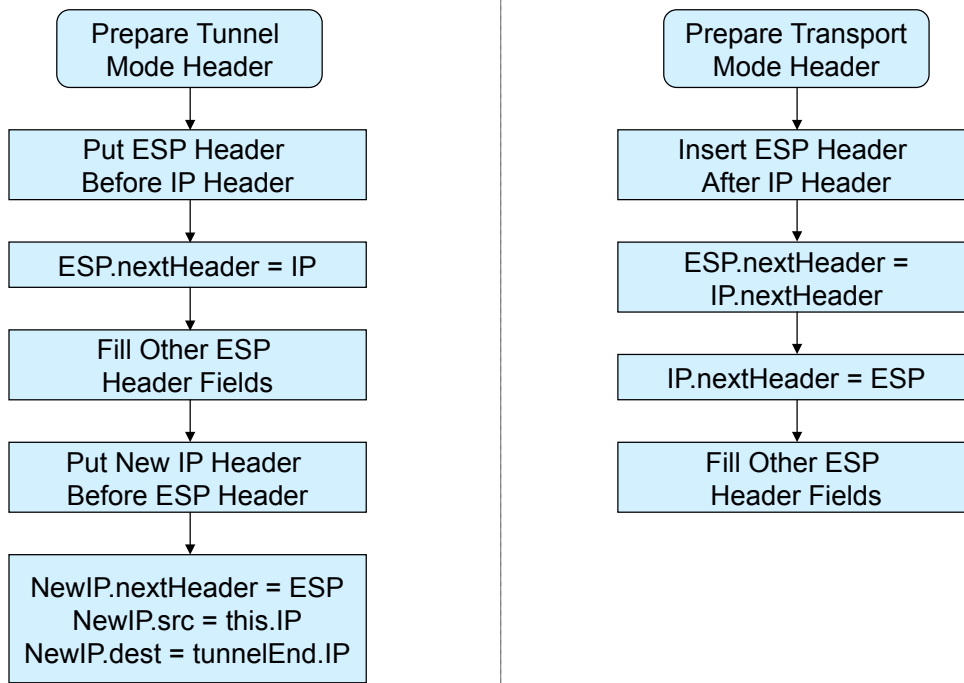 Prepare Tunnel
Mode Header
Put ESP Header
Before IP Header
ESP.nextHeader = IP
Fill Other ESP
Header Fields
Put New IP Header
Before ESP Header
NewIP.nextHeader = ESP
NewIP.src = this.IP
NewIP.dest = tunnelEnd.IP
Prepare Transport
Mode Header
Insert ESP Header
After IP Header
ESP.nextHeader =
IP.nextHeader
IP.nextHeader = ESP
Fill Other ESP
Header Fields